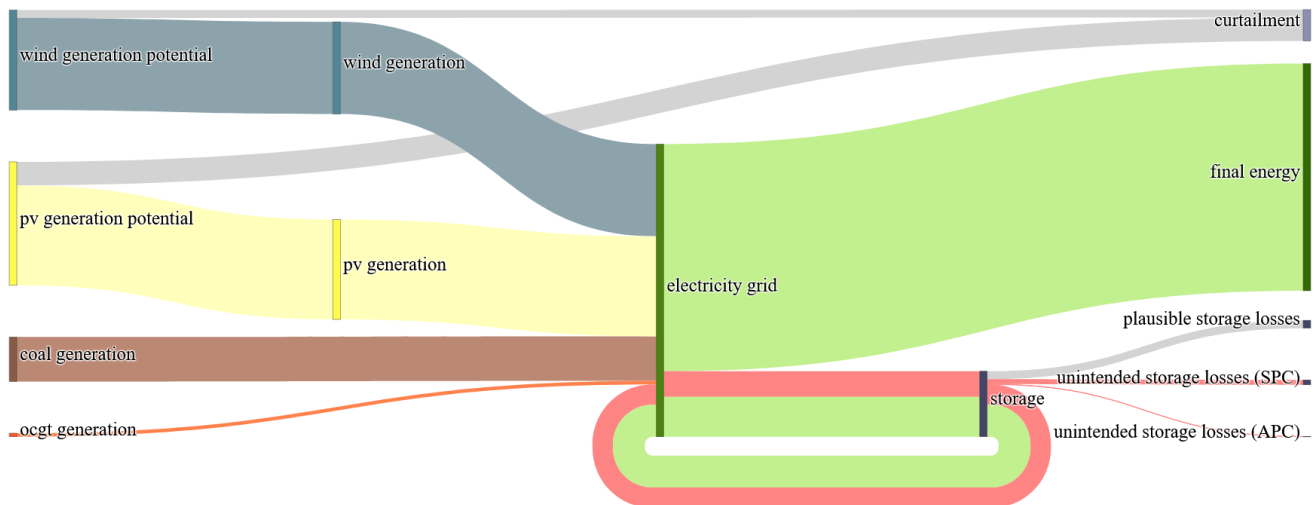 curtailment
wind generation potential
wind generation
final energy
pv generation potential
pv generation
electricity grid
plausible storage losses
coal generation
unintended storage losses (SPC)
storage
ocgt generation
unintended storage losses (APC)